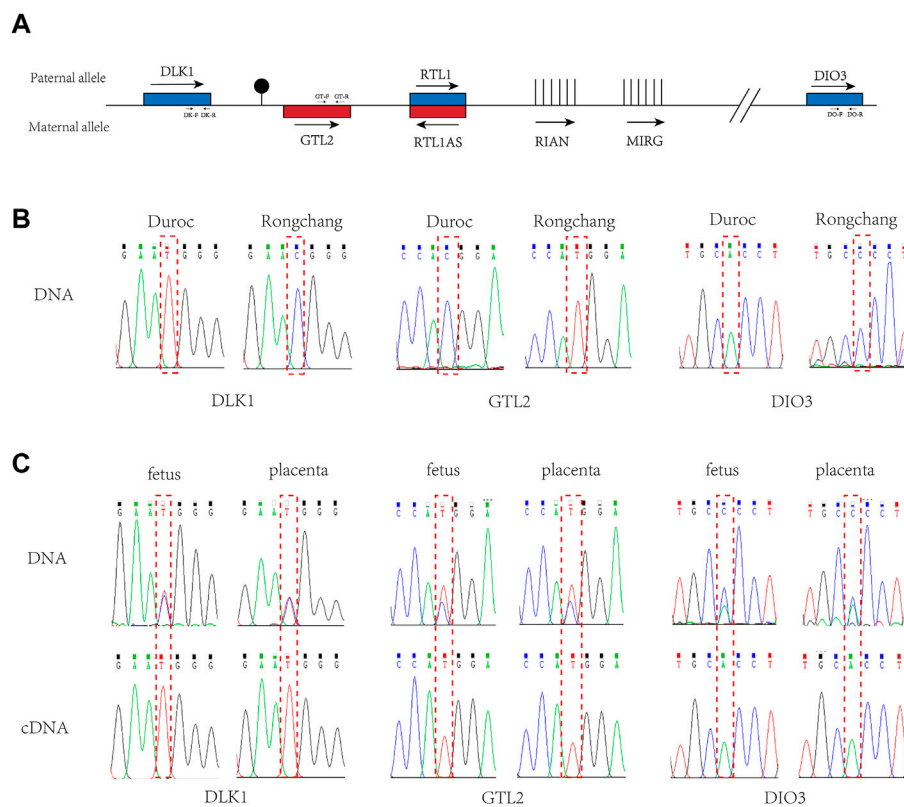 A
Paternal allele
DLK1
RTL1
DIO3
GT-F GT-R
DK-F DK-R
DO-F DO-R
Maternal allele
GTL2
RTL1AS
RIAN
MIRG
B
Duroc Rongchang Duroc Rongchang Duroc Rongchang
G A A T G G G G A A C G G G C C A C G G A C C A T G G A T G C A C C T T G C C C C T
DNA
DLK1 GTL2 DIO3
C
fetus placenta fetus placenta fetus placenta
G A A T G G G G A A T G G G C C A T G G A C C A T G G A T G C C C C T T G C C C C T
DNA
G A A T G G G G A A T G G G C C A T G G A C C A T G G A T G C A C C T T G C A C C T
cDNA
DLK1 GTL2 DIO3